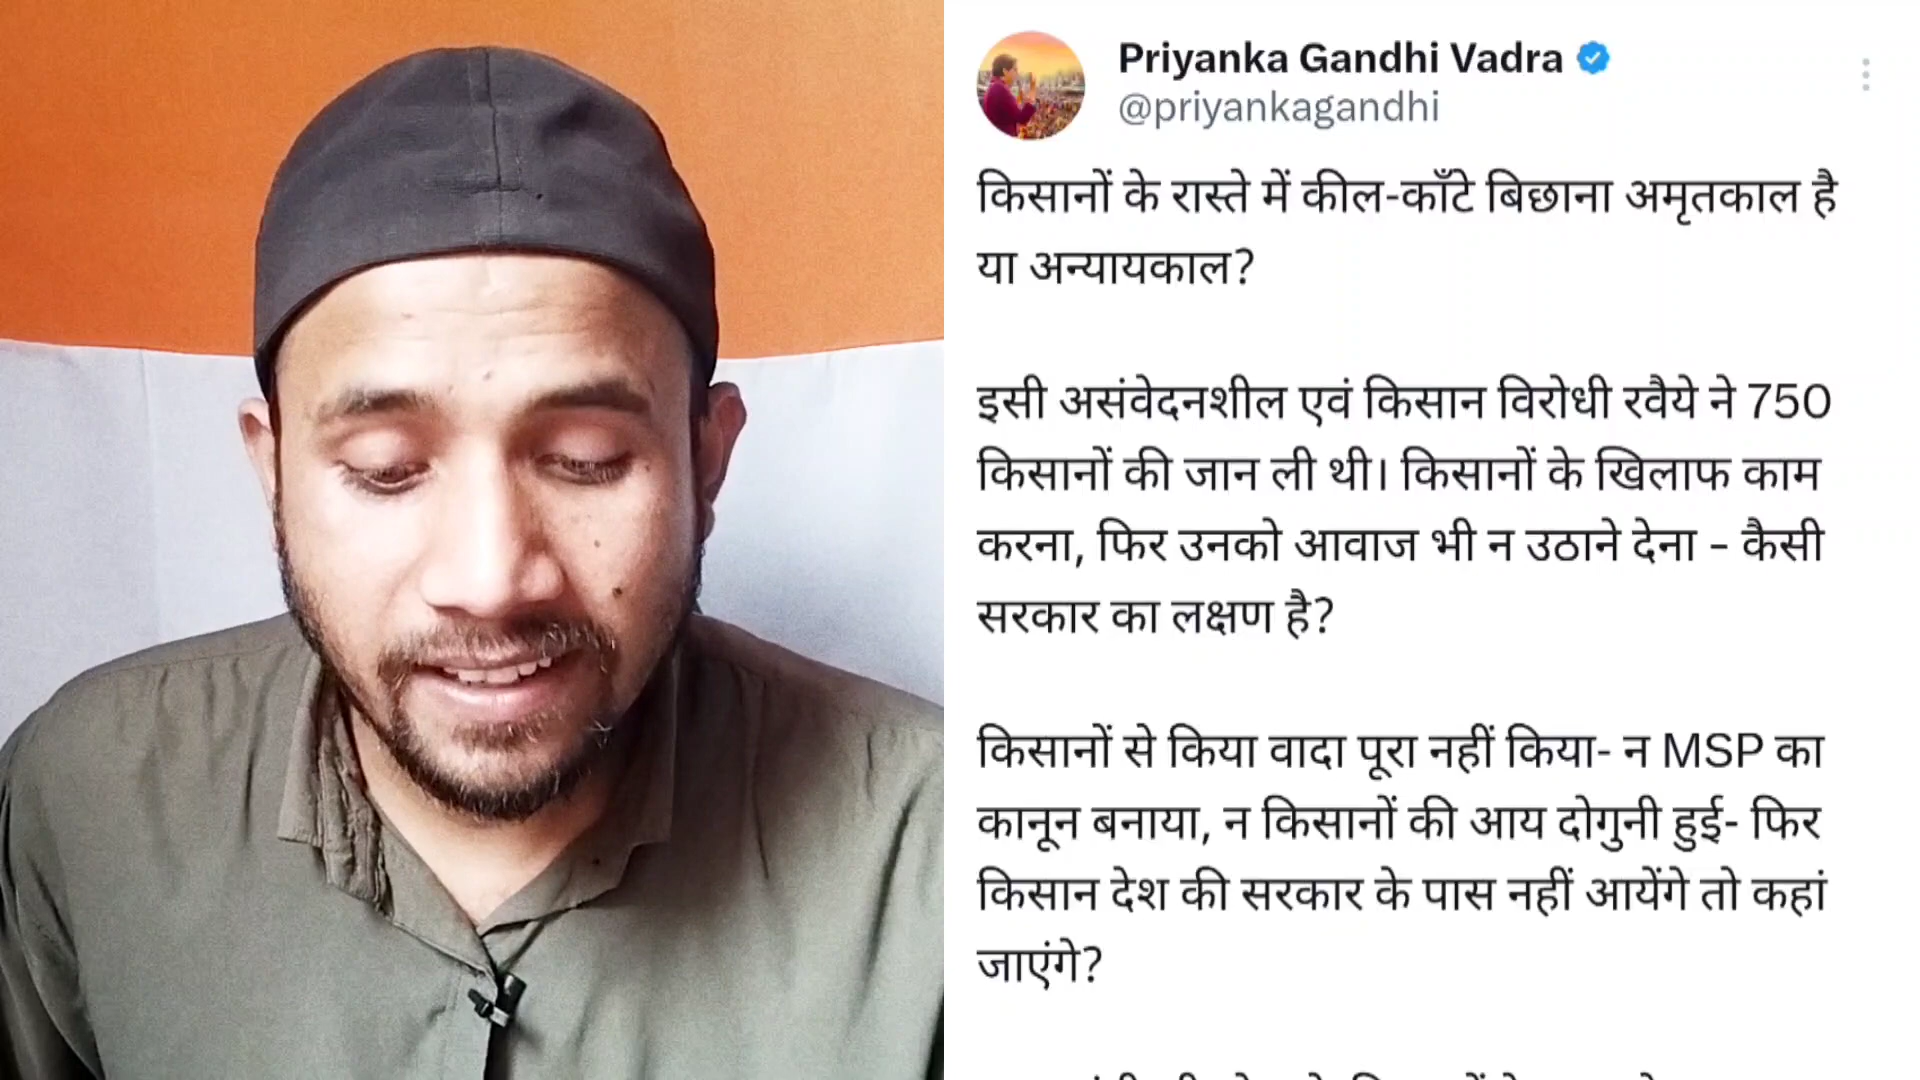 Priyanka Gandhi Vadra
@priyankagandhi
किसानों के रास्ते में कील-काँटे बिछाना अमृतकाल है
या अन्यायकाल?
इसी असंवेदनशील एवं किसान विरोधी रवैये ने 750
किसानों की जान ली थी। किसानों के खिलाफ काम
करना, फिर उनको आवाज भी न उठाने देना – कैसी
सरकार का लक्षण है?
किसानों से किया वादा पूरा नहीं किया- न MSP का
कानून बनाया, न किसानों की आय दोगुनी हुई- फिर
किसान देश की सरकार के पास नहीं आयेंगे तो कहां
जाएंगे?